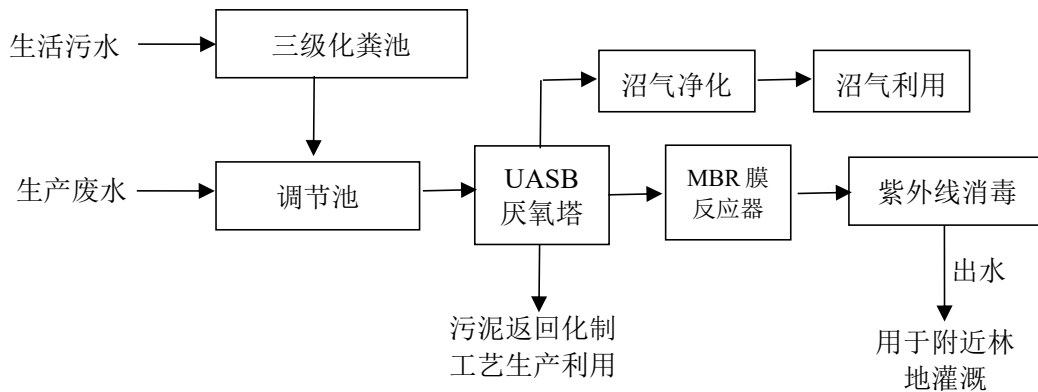 生活污水
三级化粪池
沼气净化
沼气利用
生产废水
调节池
UASB
厌氧塔
MBR 膜
反应器
紫外线消毒
出水
污泥返回化制
工艺生产利用
用于附近林
地灌溉